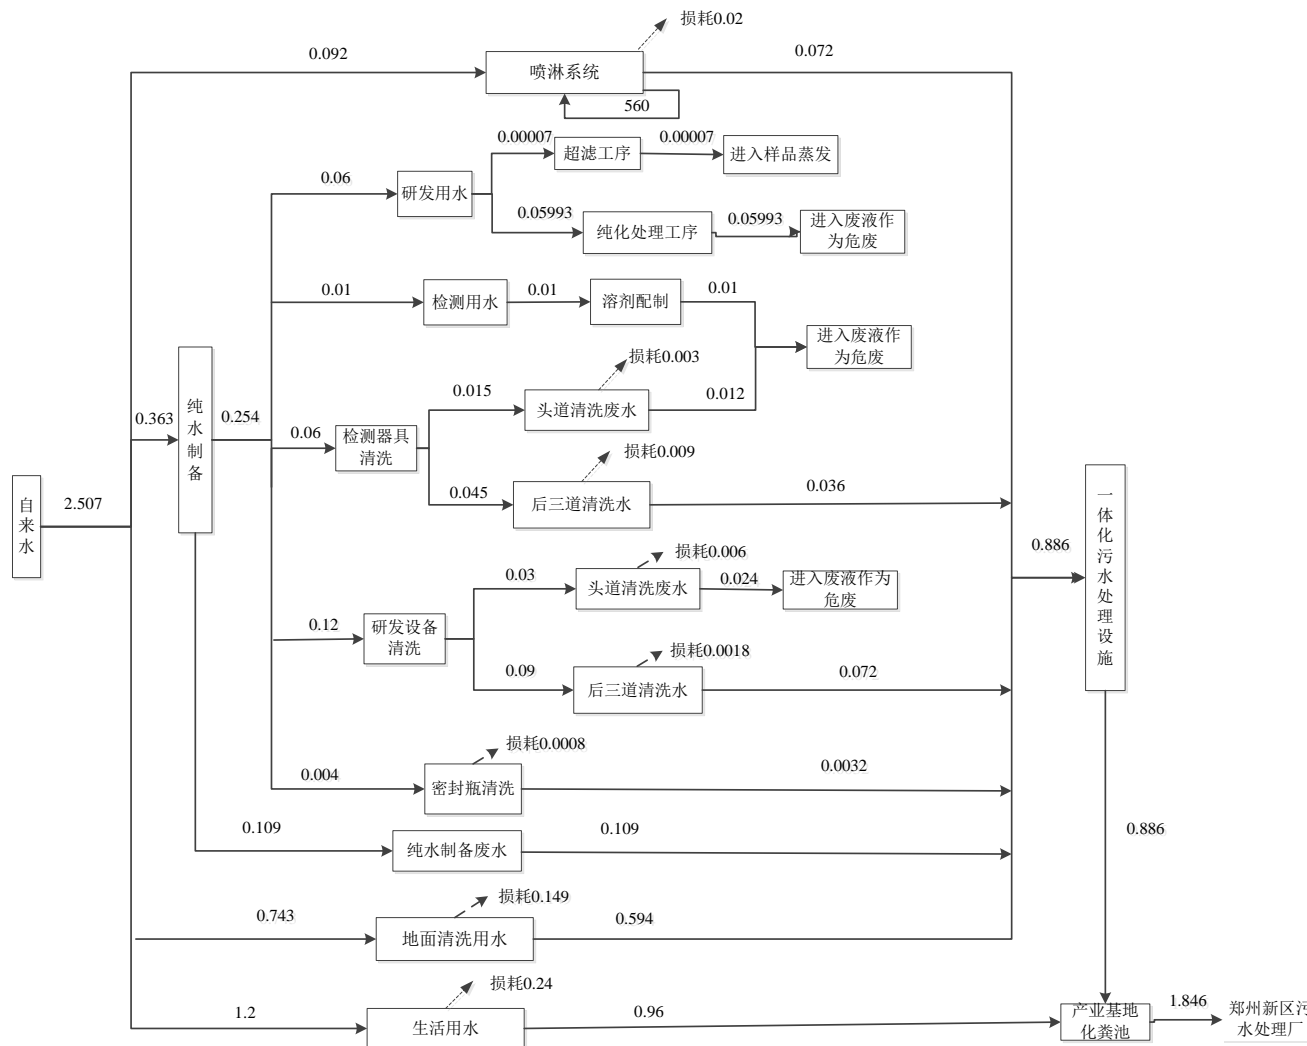 损耗0.02
0.092
0.072
喷淋系统
560
0.00007
0.00007
超滤工序
进入样品蒸发
0.06
研发用水
0.05993
0.05993
纯化处理工序
进入废液作
为危废
0.01
检测用水
0.01
溶剂配制
0.01
进入废液作
为危废
损耗0.003
0.015
头道清洗废水
0.012
0.363
纯
水
制
备
0.254
0.06
检测器具
清洗
损耗0.009
0.045
后三道清洗水
0.036
自
来
水
2.507
0.886
一
体
化
污
水
处
理
设
施
损耗0.006
0.03
头道清洗废水
0.024
进入废液作为
危废
0.12
研发设备
清洗
损耗0.0018
0.09
后三道清洗水
0.072
损耗0.0008
0.004
密封瓶清洗
0.0032
0.109
纯水制备废水
0.109
0.886
损耗0.149
0.743
地面清洗用水
0.594
损耗0.24
1.2
生活用水
0.96
产业基地
化粪池
1.846
郑州新区污
水处理厂